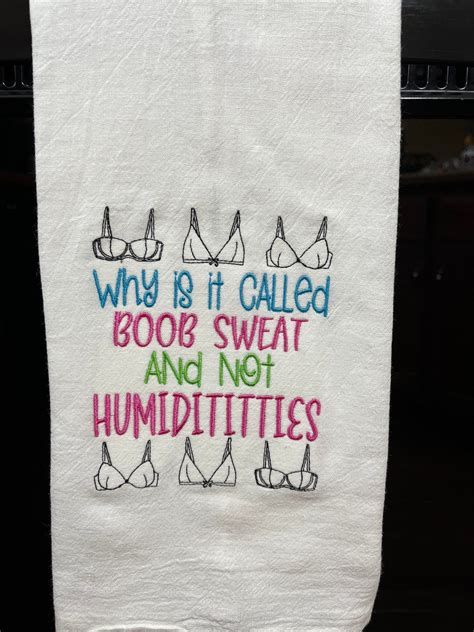 WHY IS IT CALLED
BOOB SWEAT
AND NOT
HUMIDITITTIES